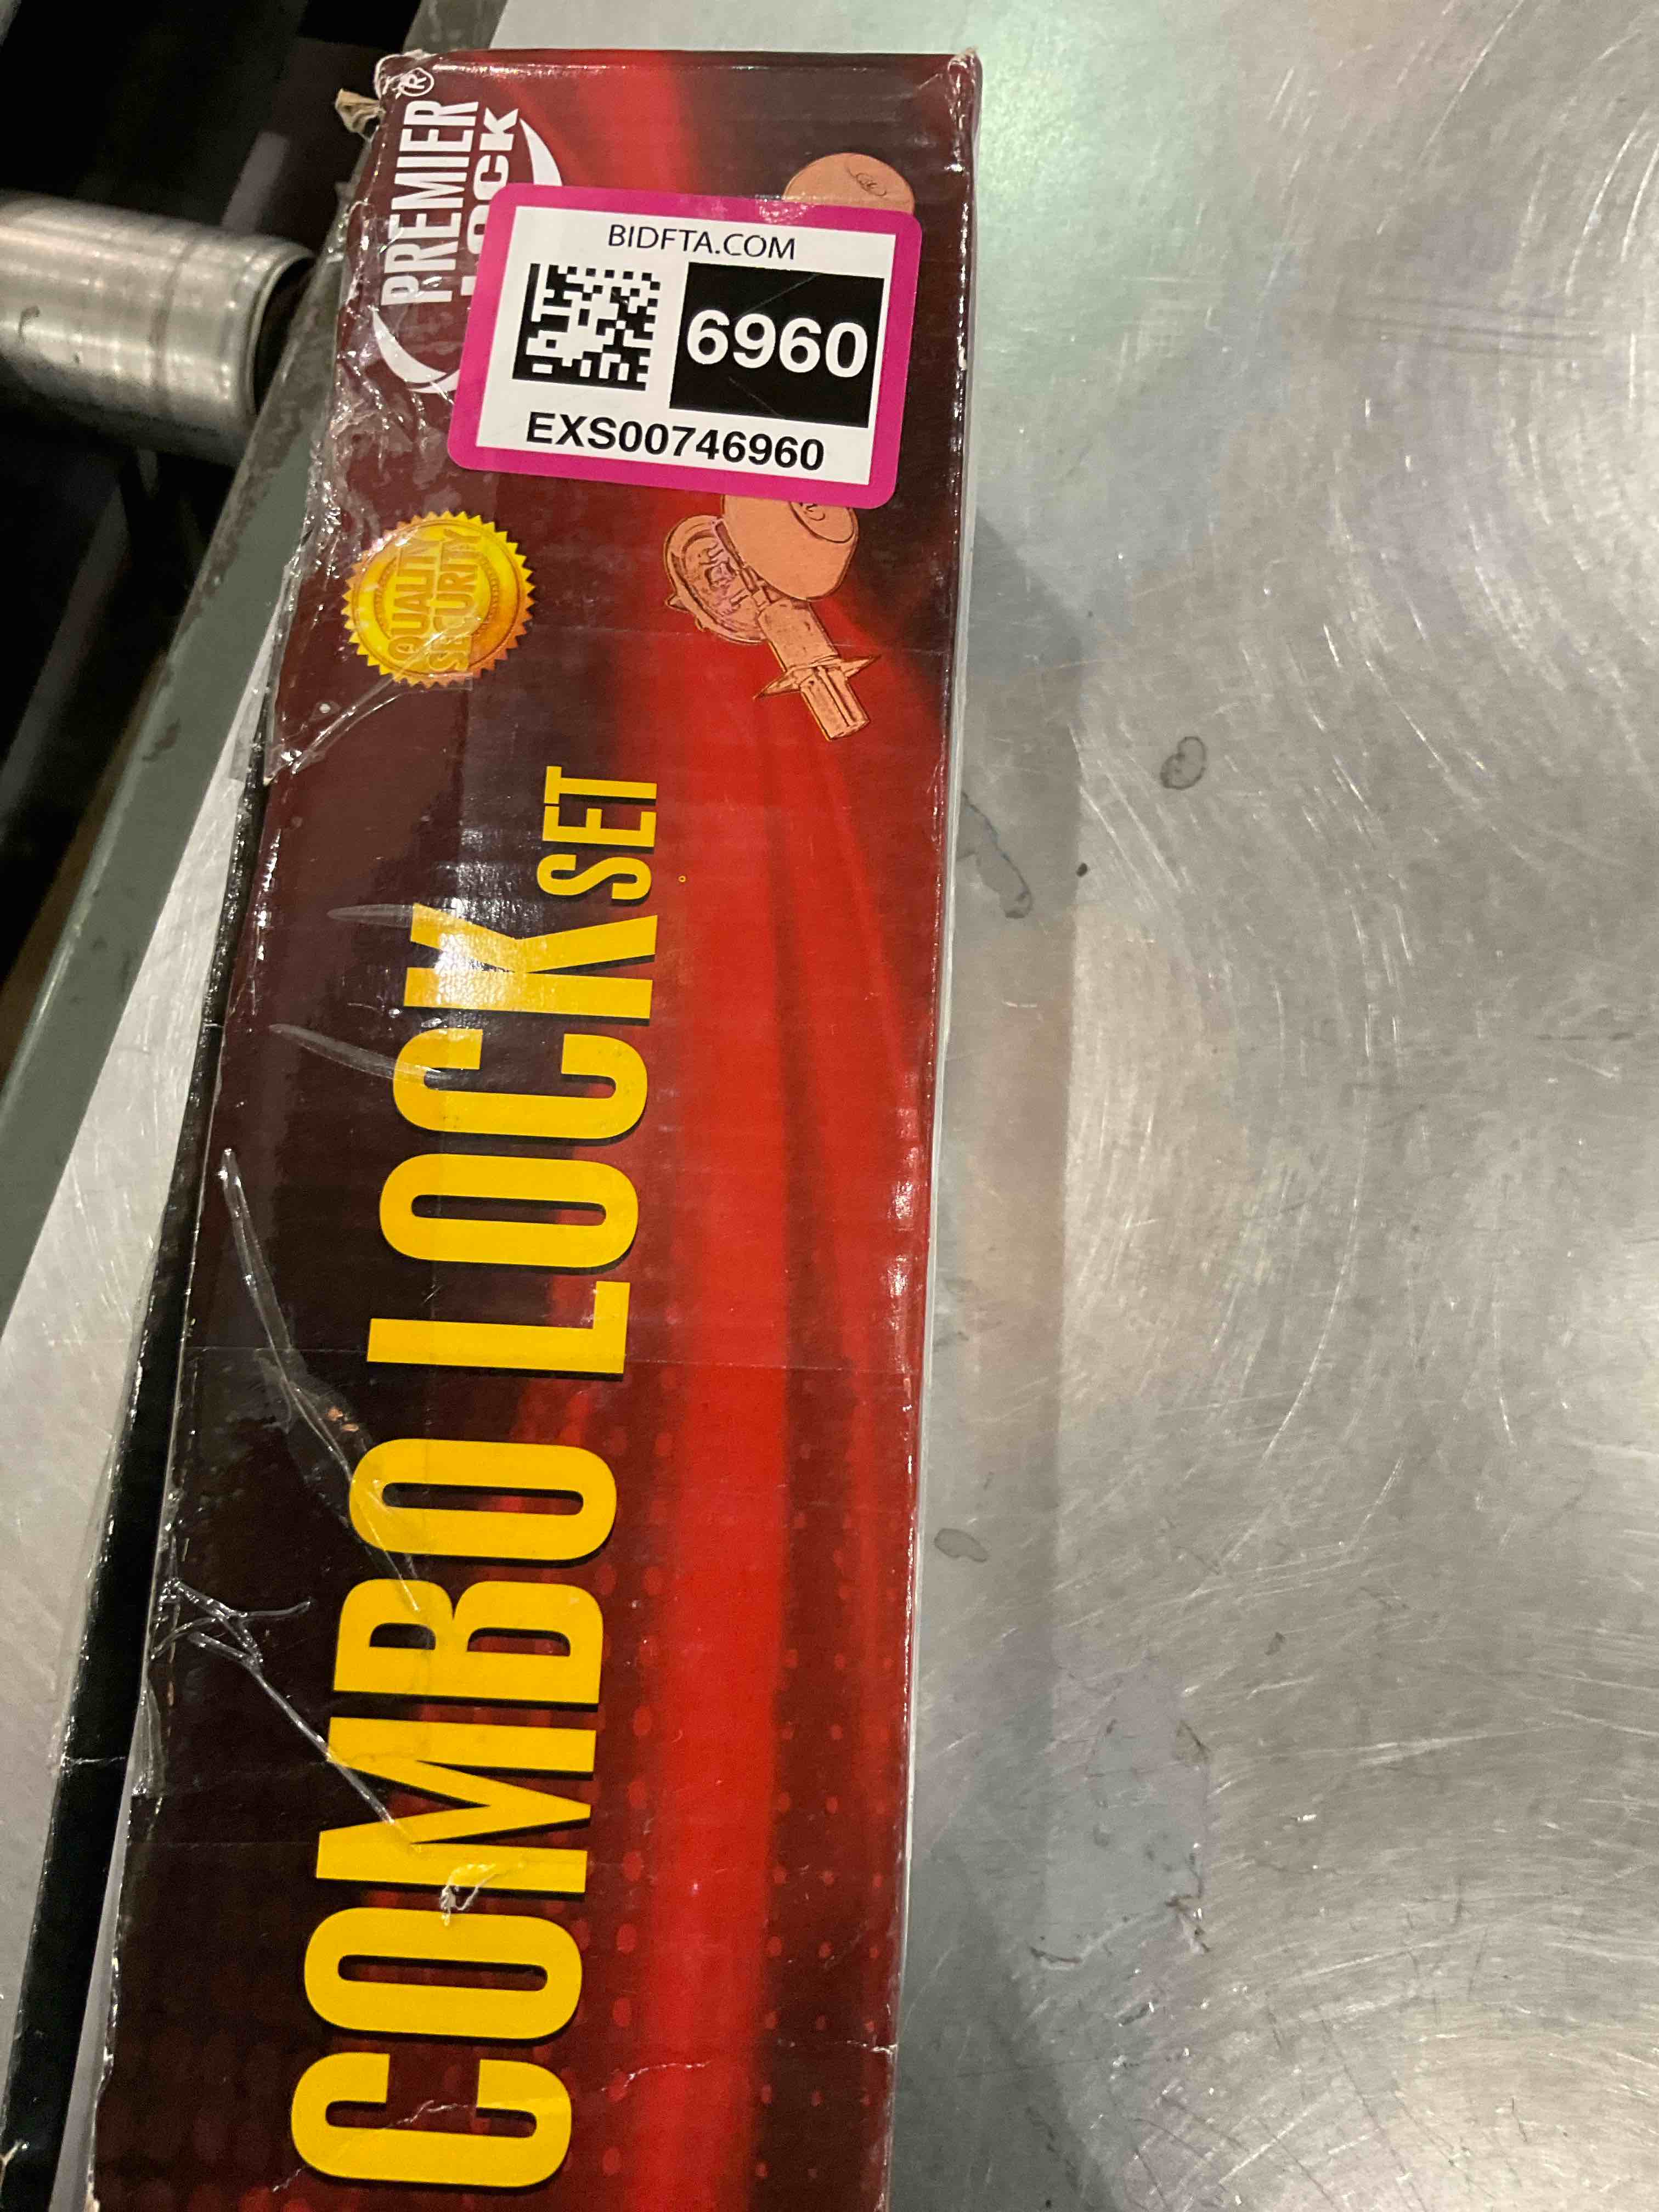 PREMIER®
LOCK
BIDFTA.COM
6960
EXS00746960
QUALITY
SECURITY
COMBO LOCK SET